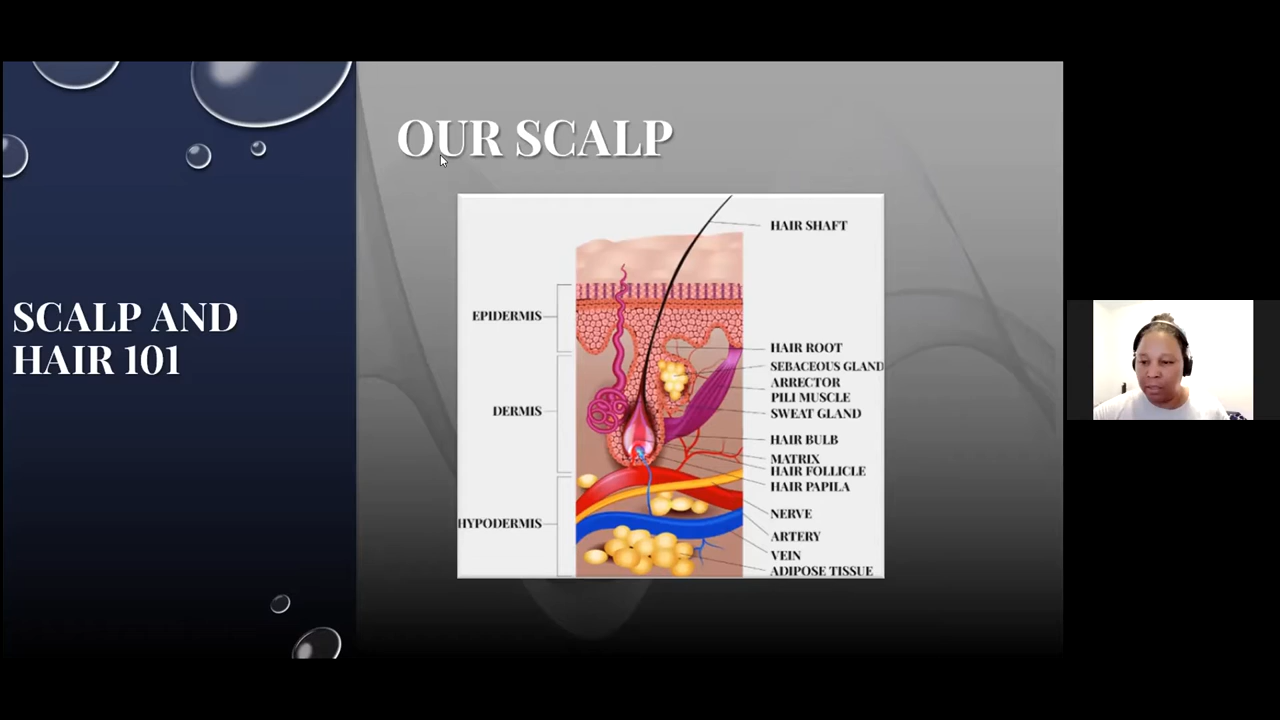 SCALP AND
HAIR 101
OUR SCALP
HAIR SHAFT
EPIDERMIS
HAIR ROOT
SEBACEOUS GLAND
ARRECTOR
PILI MUSCLE
DERMIS
SWEAT GLAND
HAIR BULB
MATRIX
HAIR FOLLICLE
HAIR PAPILA
NERVE
HYPODERMIS
ARTERY
VEIN
ADIPOSE TISSUE